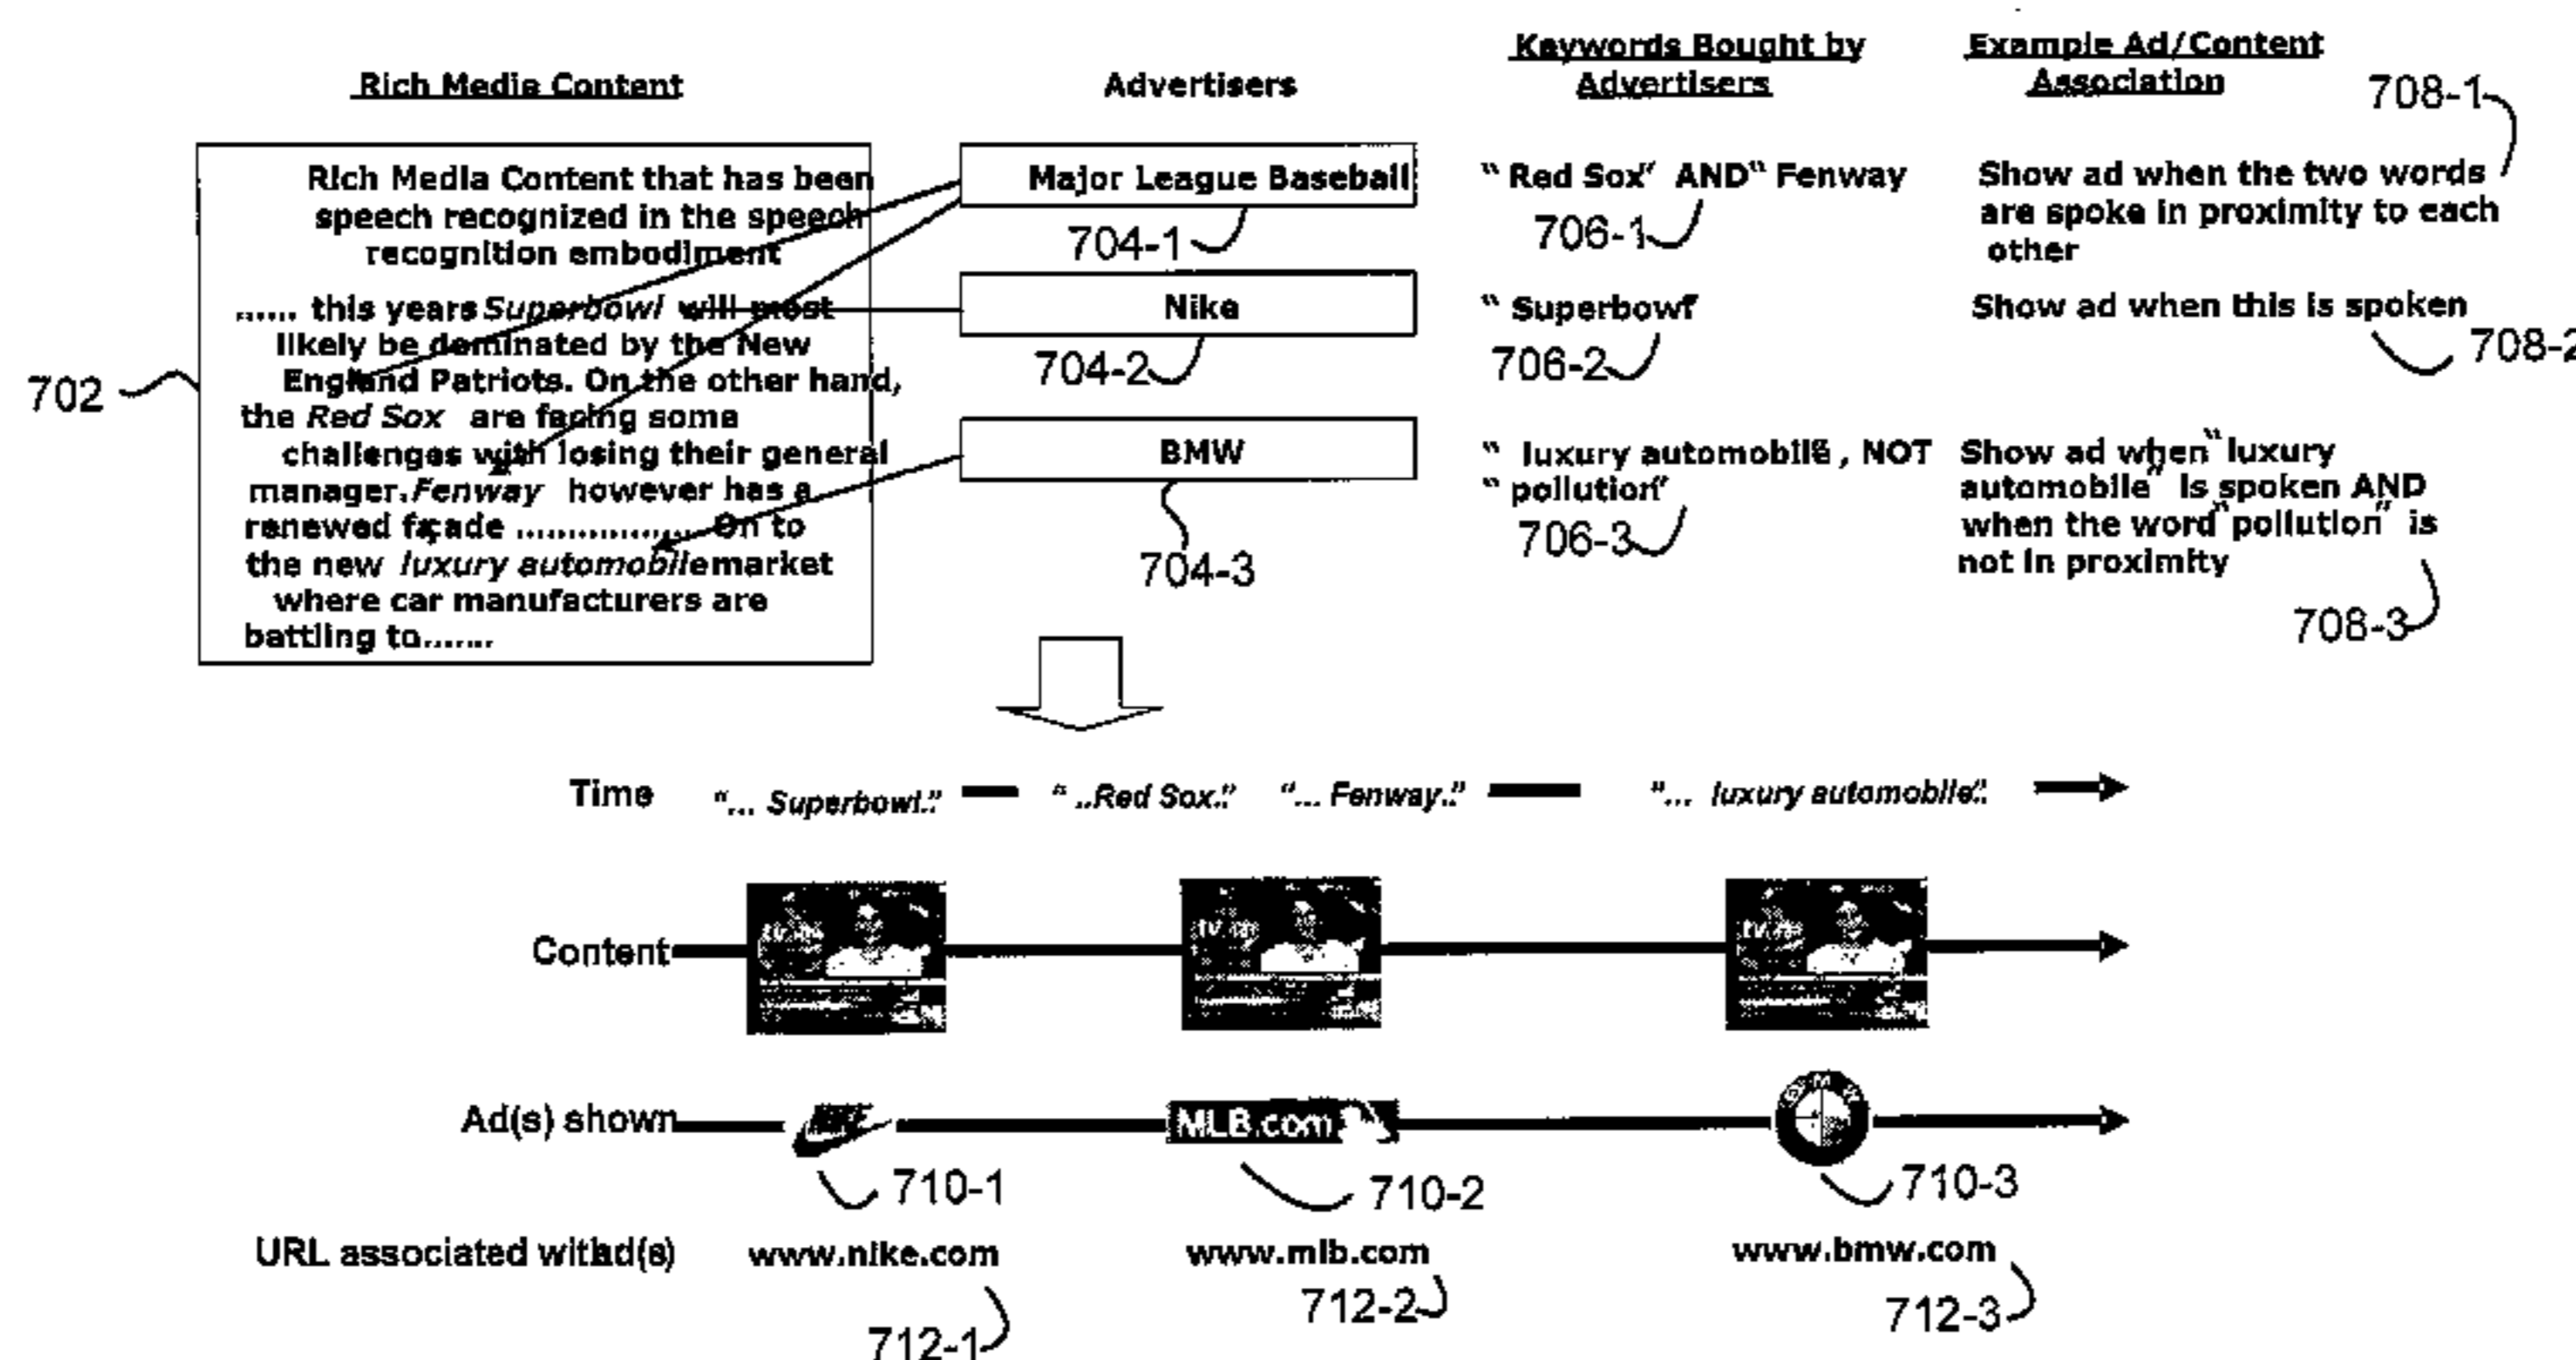 Rich Media Content
Advertisers
Keywords Bought by
Advertisers
Example Ad/Content
Association
708-1
Rich Media Content that has been
speech recognized in the speech
recognition embodiment
...... this years Superbowl will most
likely be dominated by the New
England Patriots. On the other hand,
the Red Sox are facing some
challenges with losing their general
manager. Fenway however has a
renewed façade .................. On to
the new luxury automobile market
where car manufacturers are
battling to.......
702
Major League Baseball
704-1
Nike
704-2
BMW
704-3
“ Red Sox” AND “ Fenway
706-1
“ Superbowl”
706-2
“ luxury automobile”, NOT
“ pollution”
706-3
Show ad when the two words
are spoke in proximity to each
other
Show ad when this is spoken
708-2
Show ad when “luxury
automobile” is spoken AND
when the word “pollution” is
not in proximity
708-3
Time “... Superbowl..” “ ..Red Sox..” “... Fenway..” “... luxury automobile”..
Content
Ad(s) shown
MLB.com
BMW
710-1
710-2
710-3
URL associated with ad(s) www.nike.com www.mlb.com www.bmw.com
712-1
712-2
712-3